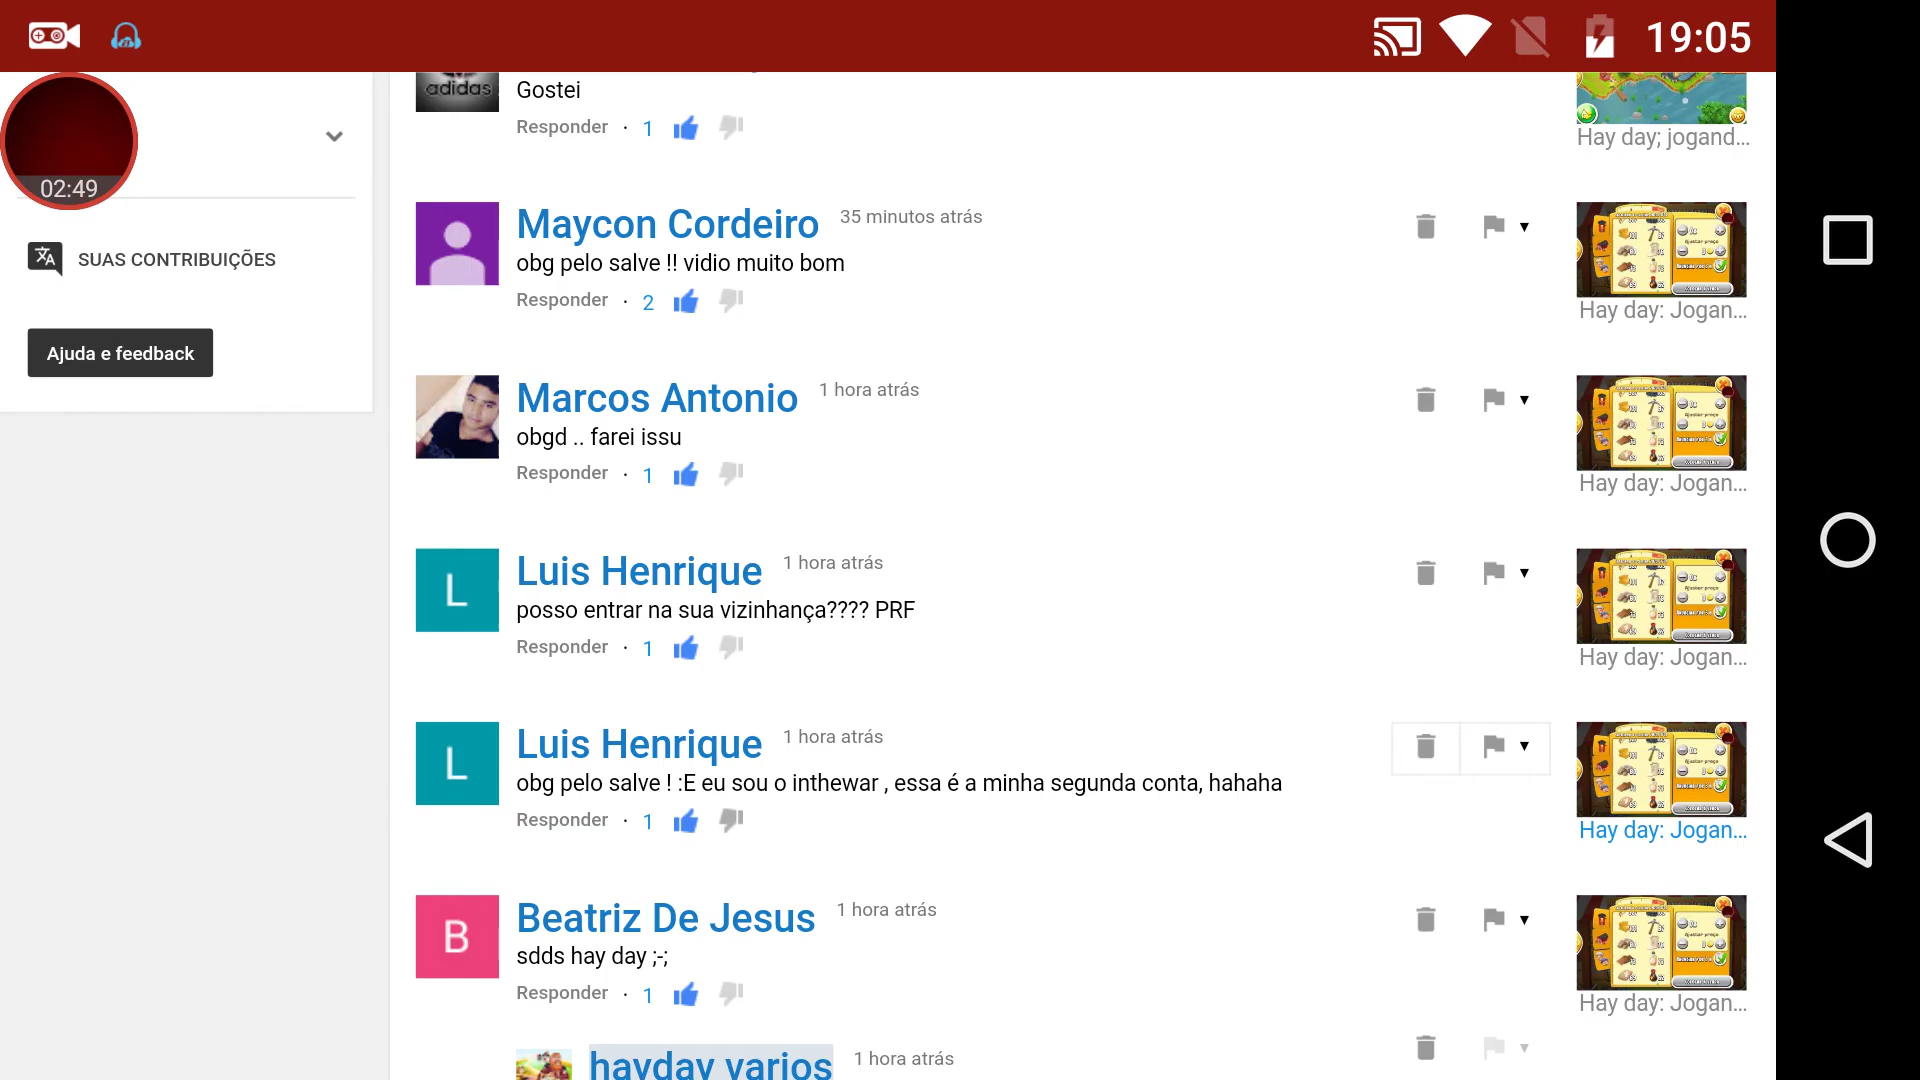 19:05
adidas
Gostei
Responder · 1
Hay day; jogand...
02:49
SUAS CONTRIBUIÇÕES
Ajuda e feedback
Maycon Cordeiro 35 minutos atrás
obg pelo salve !! vidio muito bom
Responder · 2
Hay day: Jogan...
Marcos Antonio 1 hora atrás
obgd .. farei issu
Responder · 1
Hay day: Jogan...
Luis Henrique 1 hora atrás
L
posso entrar na sua vizinhança???? PRF
Responder · 1
Hay day: Jogan...
Luis Henrique 1 hora atrás
L
obg pelo salve ! :E eu sou o inthewar , essa é a minha segunda conta, hahaha
Responder · 1
Hay day: Jogan...
Beatriz De Jesus 1 hora atrás
B
sdds hay day ;-;
Responder · 1
Hay day: Jogan...
hayday varios 1 hora atrás